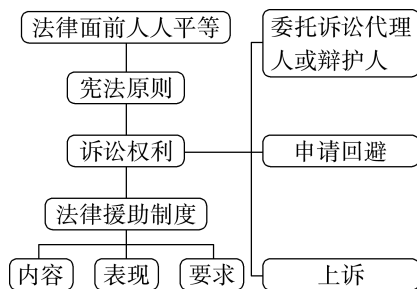 法律面前人人平等
宪法原则
诉讼权利
法律援助制度
内容
表现
要求
委托诉讼代理
人或辩护人
申请回避
上诉